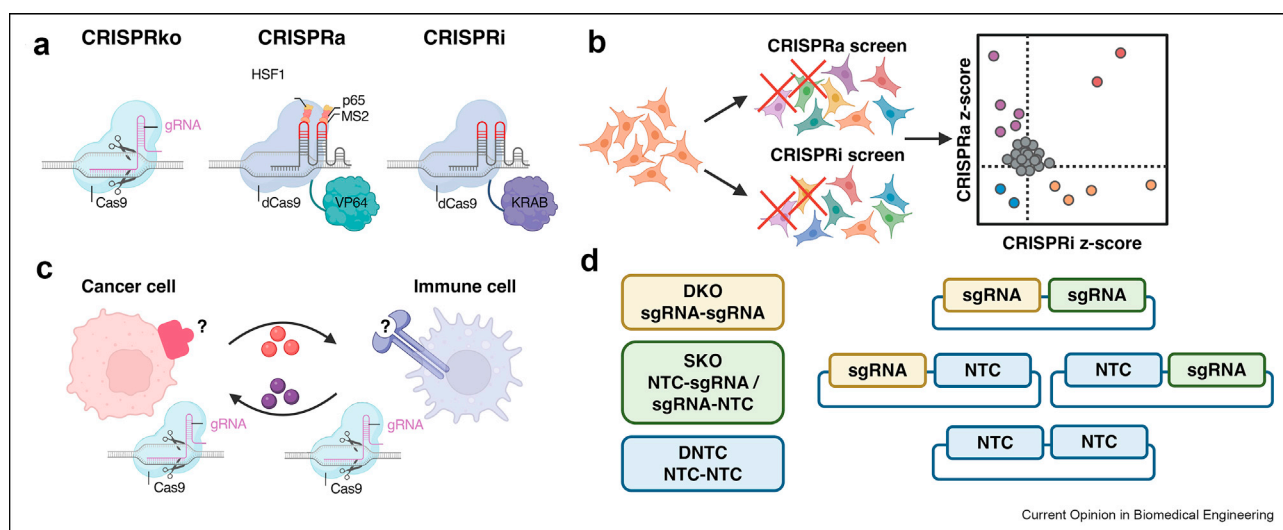 a
CRISPRko
CRISPRa
CRISPRi
HSF1
p65
MS2
gRNA
Cas9
dCas9
VP64
dCas9
KRAB
b
CRISPRa screen
CRISPRi screen
CRISPRa z-score
CRISPRi z-score
c
Cancer cell
Immune cell
?
?
gRNA
Cas9
gRNA
Cas9
d
DKO
sgRNA-sgRNA
sgRNA
sgRNA
SKO
NTC-sgRNA /
sgRNA-NTC
sgRNA
NTC
NTC
sgRNA
DNTC
NTC-NTC
NTC
NTC
Current Opinion in Biomedical Engineering